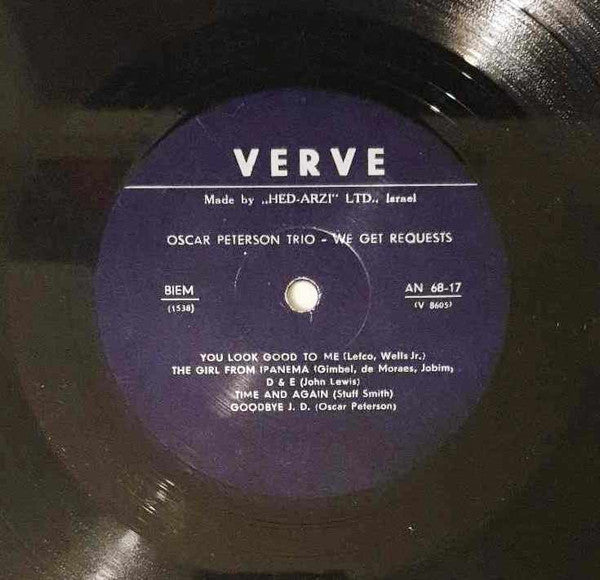 VERVE
Made by „HED-ARZI" LTD., Israel
OSCAR PETERSON TRIO - WE GET REQUESTS
BIEM
(1538)
AN 68-17
(V 8605)
YOU LOOK GOOD TO ME (Lefco, Wells Jr.)
THE GIRL FROM IPANEMA (Gimbel, de Moraes, Jobim)
D & E (John Lewis)
TIME AND AGAIN (Stuff Smith)
GOODBYE J. D. (Oscar Peterson)